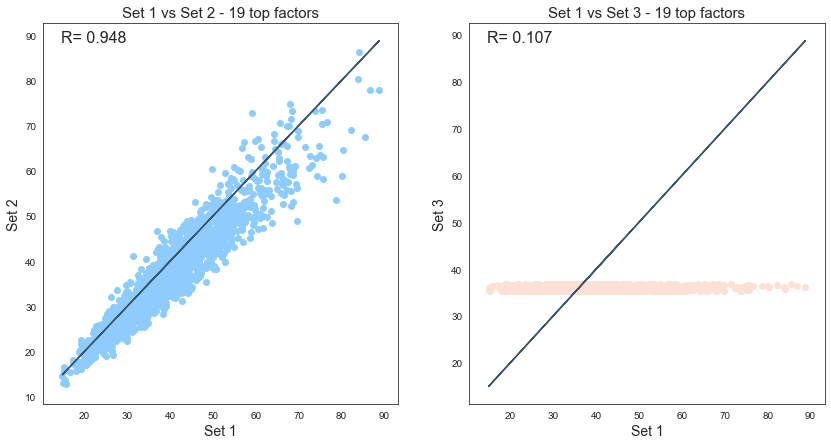 Set 1 vs Set 2 - 19 top factors
R= 0.948
90
80
70
60
50
40
30
20
10
Set 2
20 30 40 50 60 70 80 90
Set 1
Set 1 vs Set 3 - 19 top factors
R= 0.107
90
80
70
60
50
40
30
20
Set 3
20 30 40 50 60 70 80 90
Set 1